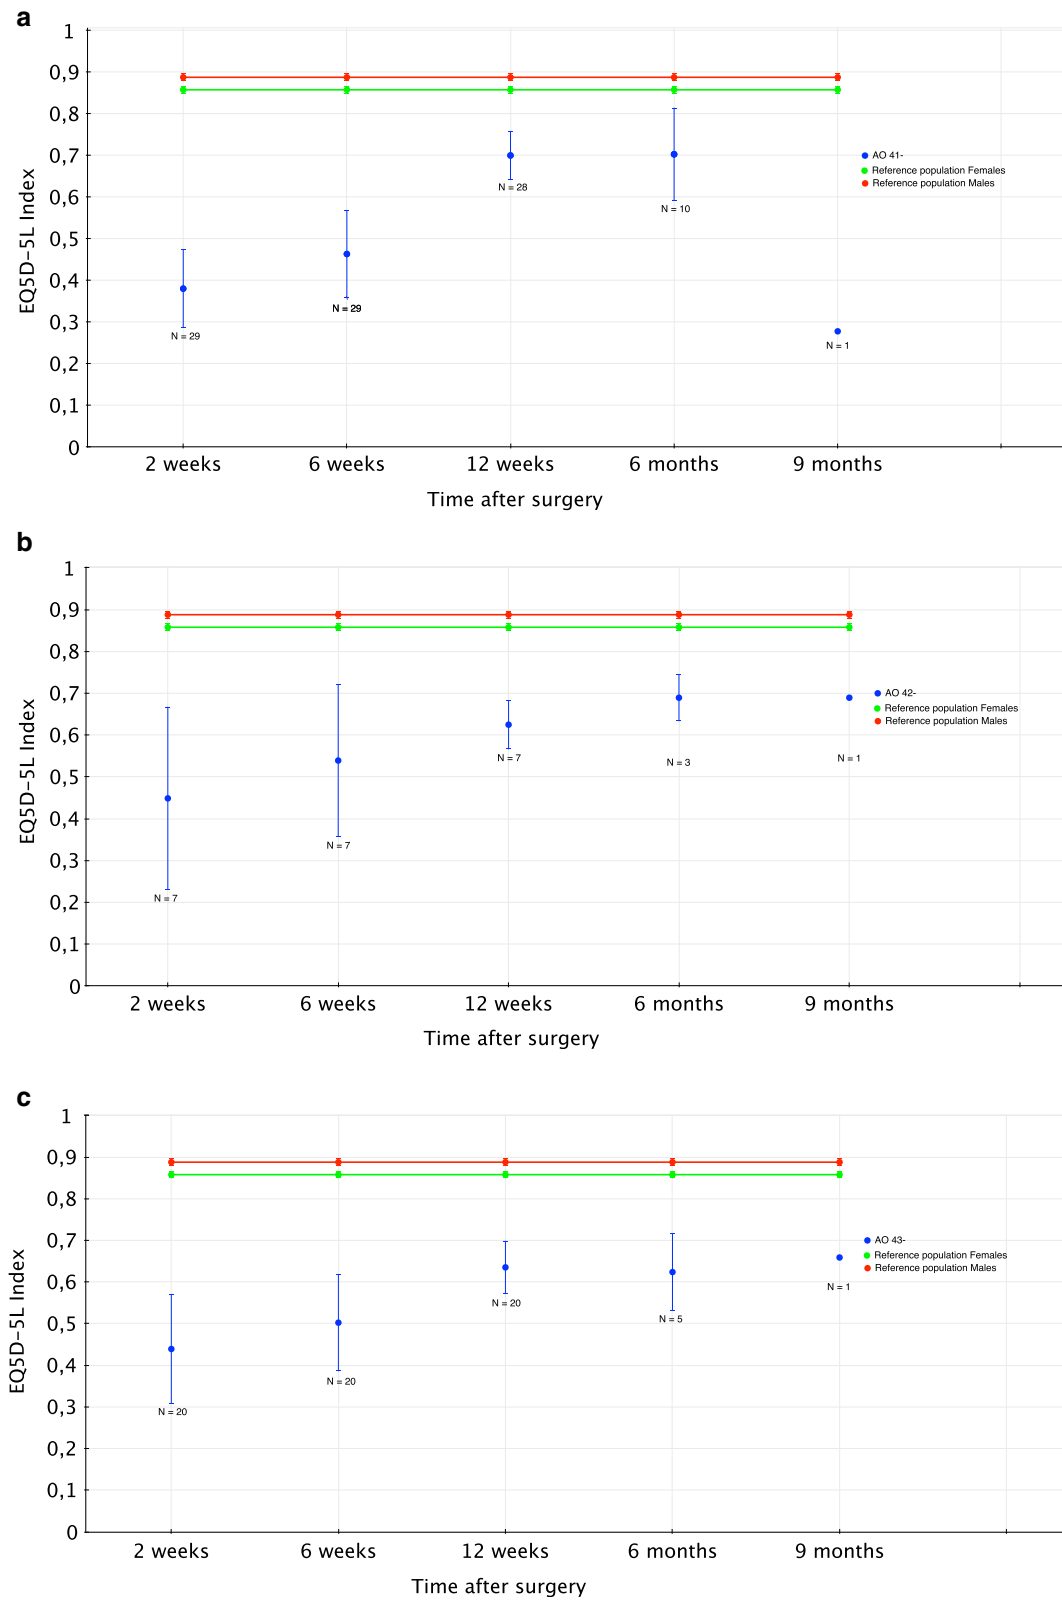 a
1
0,9
0,8
0,7
0,6
0,5
0,4
0,3
0,2
0,1
0
EQ5D-5L Index
N = 29
N = 29
N = 28
N = 10
N = 1
AO 41-
Reference population Females
Reference population Males
2 weeks 6 weeks 12 weeks 6 months 9 months
Time after surgery
b
1
0,9
0,8
0,7
0,6
0,5
0,4
0,3
0,2
0,1
0
EQ5D-5L Index
N = 7
N = 7
N = 7
N = 3
N = 1
AO 42-
Reference population Females
Reference population Males
2 weeks 6 weeks 12 weeks 6 months 9 months
Time after surgery
c
1
0,9
0,8
0,7
0,6
0,5
0,4
0,3
0,2
0,1
0
EQ5D-5L Index
N = 20
N = 20
N = 20
N = 5
N = 1
AO 43-
Reference population Females
Reference population Males
2 weeks 6 weeks 12 weeks 6 months 9 months
Time after surgery